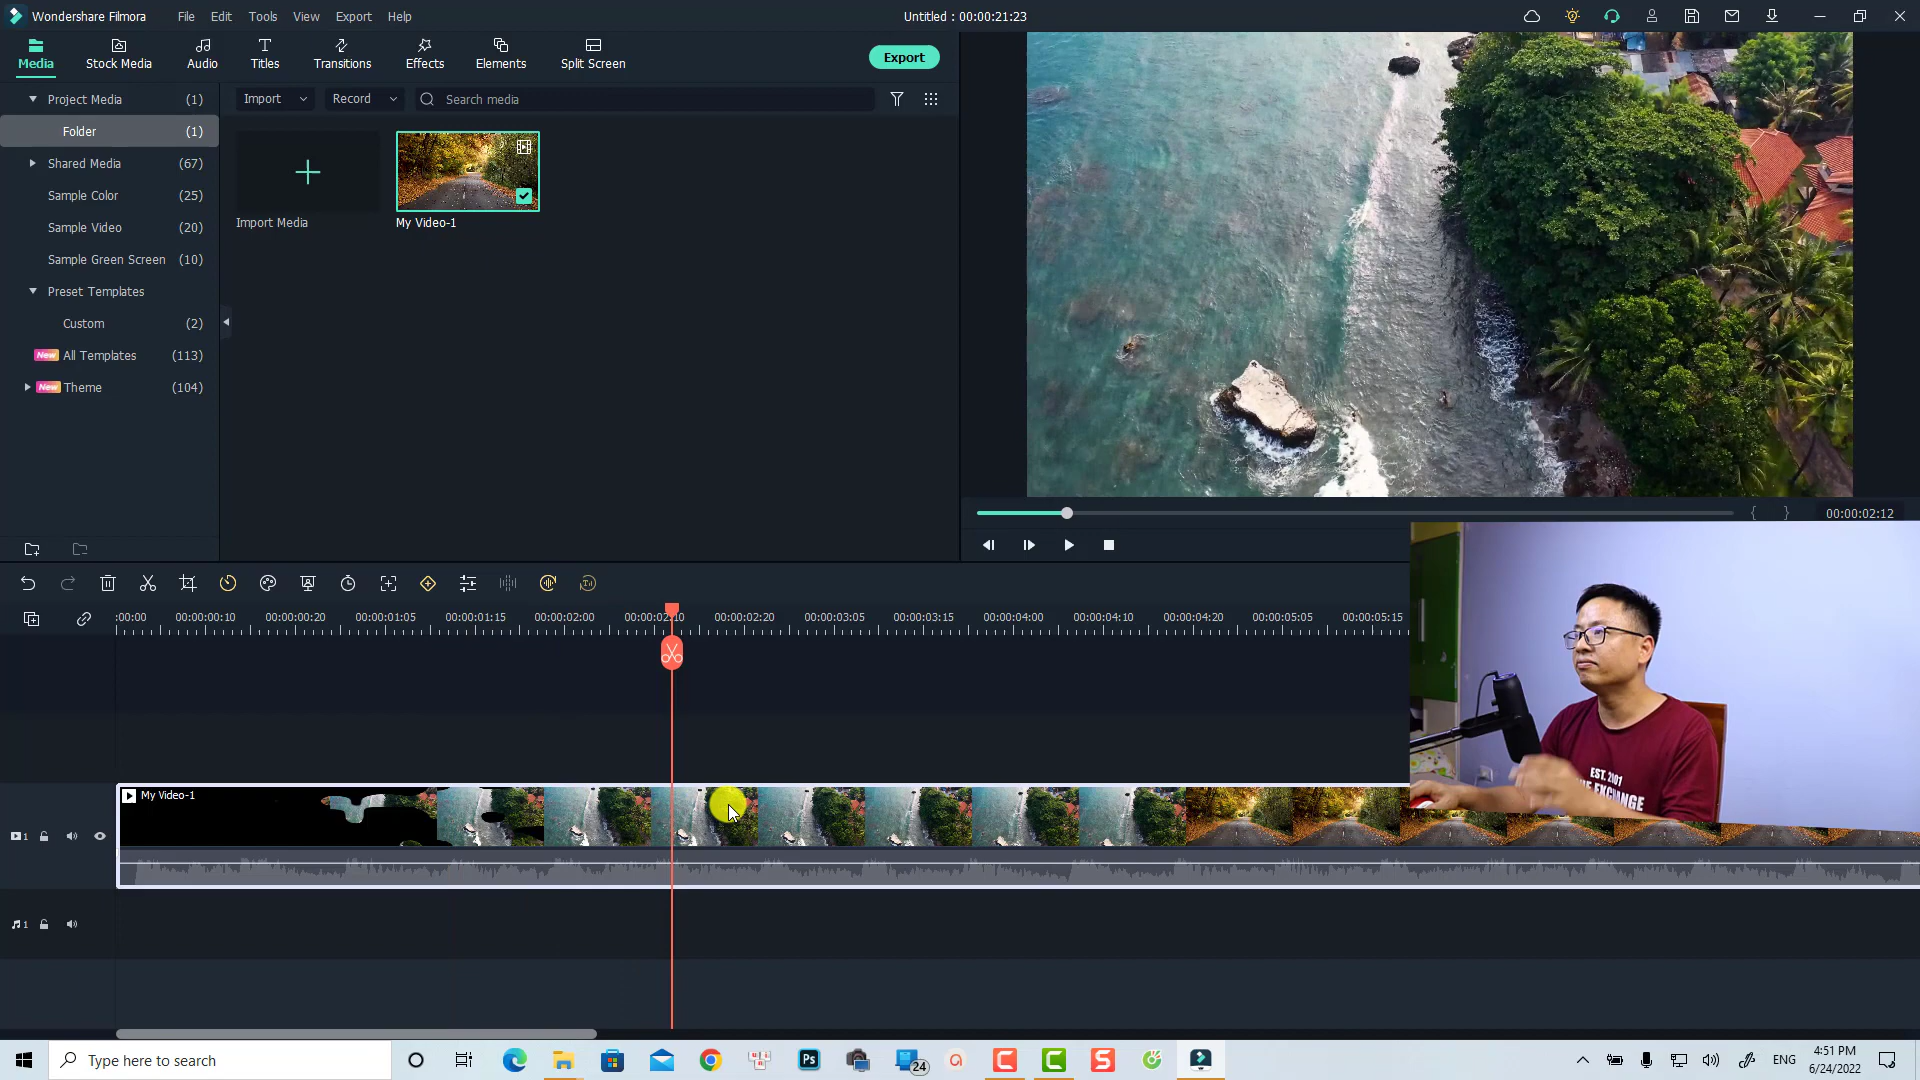 Wondershare Filmora
File Edit Tools View Export Help
Untitled : 00:00:21:23
Media
Stock Media
Audio
Titles
Transitions
Effects
Elements
Split Screen
Export
Project Media (1)
Folder (1)
Shared Media (67)
Sample Color (25)
Sample Video (20)
Sample Green Screen (10)
Preset Templates
Custom (2)
New All Templates (113)
New Theme (104)
Import
Record
Search media
Import Media
My Video-1
00:00:02:12
:00:00 00:00:00:10 00:00:00:20 00:00:01:05 00:00:01:15 00:00:02:00 00:00:02:10 00:00:02:20 00:00:03:05 00:00:03:15 00:00:04:00 00:00:04:10 00:00:04:20 00:00:05:05 00:00:05:15
My Video-1
1
1
EST. 2101
EXCHANGE
Type here to search
Ps
24
C
C
S
ENG
4:51 PM
6/24/2022